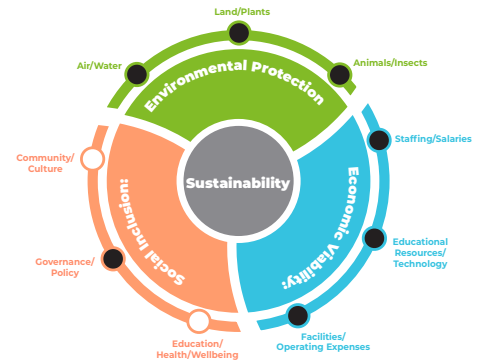 Land/Plants
Air/Water
Animals/Insects
Environmental Protection
Staffing/Salaries
Community/
Culture
Sustainability
Economic Viability:
Social Inclusion:
Educational
Resources/
Technology
Governance/
Policy
Facilities/
Operating Expenses
Education/
Health/Wellbeing